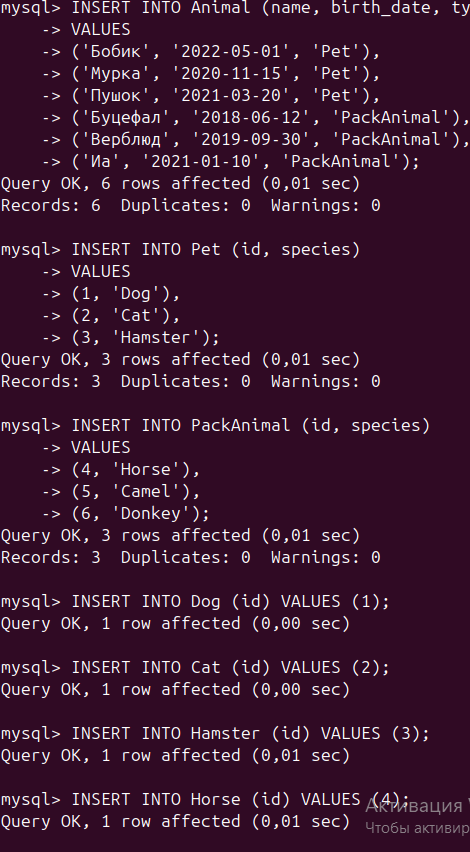 mysql> INSERT INTO Animal (name, birth_date, ty
    -> VALUES
    -> ('Бобик', '2022-05-01', 'Pet'),
    -> ('Мурка', '2020-11-15', 'Pet'),
    -> ('Пушок', '2021-03-20', 'Pet'),
    -> ('Буцефал', '2018-06-12', 'PackAnimal'),
    -> ('Верблюд', '2019-09-30', 'PackAnimal'),
    -> ('Иа', '2021-01-10', 'PackAnimal');
Query OK, 6 rows affected (0,01 sec)
Records: 6  Duplicates: 0  Warnings: 0

mysql> INSERT INTO Pet (id, species)
    -> VALUES
    -> (1, 'Dog'),
    -> (2, 'Cat'),
    -> (3, 'Hamster');
Query OK, 3 rows affected (0,01 sec)
Records: 3  Duplicates: 0  Warnings: 0

mysql> INSERT INTO PackAnimal (id, species)
    -> VALUES
    -> (4, 'Horse'),
    -> (5, 'Camel'),
    -> (6, 'Donkey');
Query OK, 3 rows affected (0,01 sec)
Records: 3  Duplicates: 0  Warnings: 0

mysql> INSERT INTO Dog (id) VALUES (1);
Query OK, 1 row affected (0,00 sec)

mysql> INSERT INTO Cat (id) VALUES (2);
Query OK, 1 row affected (0,00 sec)

mysql> INSERT INTO Hamster (id) VALUES (3);
Query OK, 1 row affected (0,01 sec)

mysql> INSERT INTO Horse (id) VALUES (4);
Query OK, 1 row affected (0,01 sec)
Активация
Чтобы активир